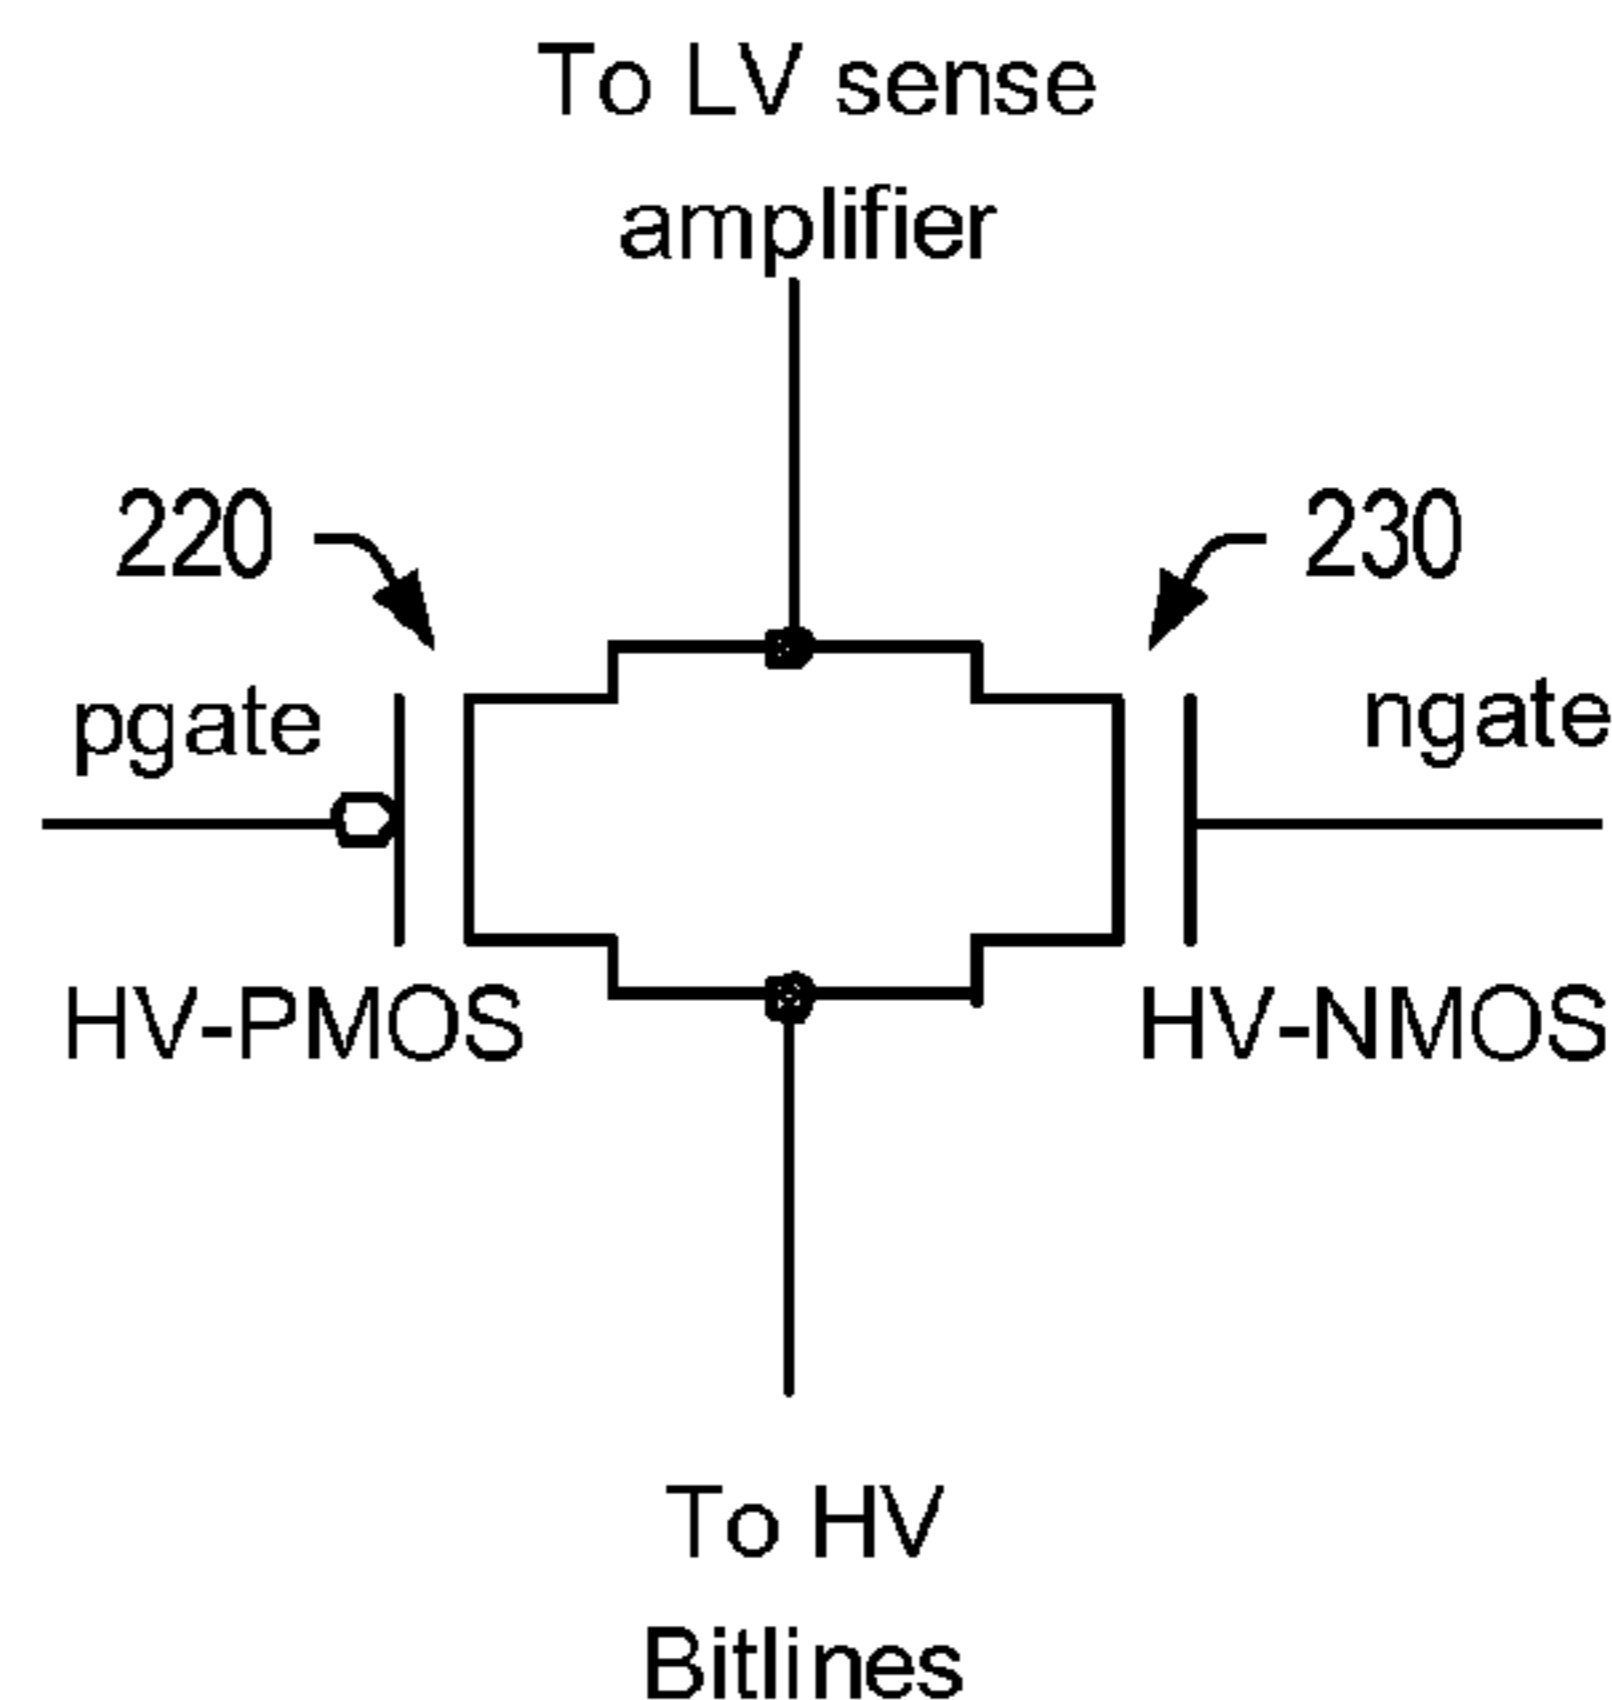 To LV sense
amplifier
220
230
pgate
ngate
HV-PMOS
HV-NMOS
To HV
Bitlines